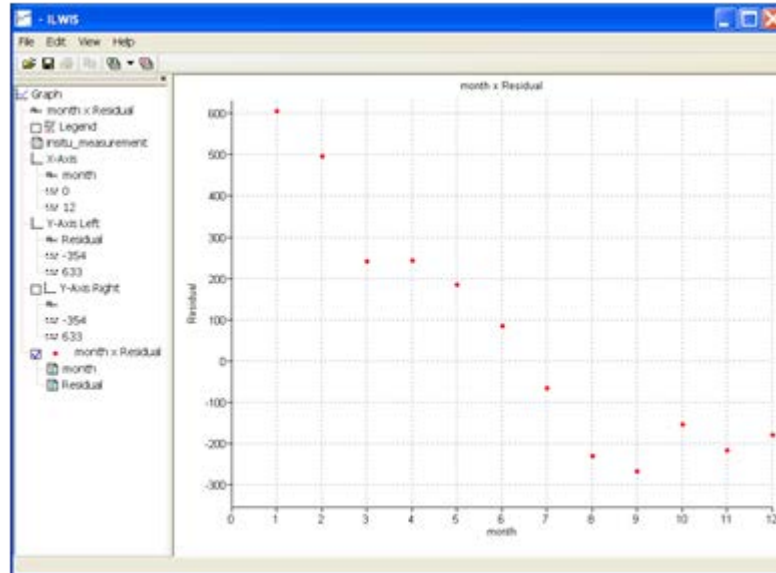 - ILWIS
File Edit View Help
Graph
month x Residual
Legend
insitu_measurement
X-Axis
month
0
12
Y-Axis Left
Residual
-354
633
Y-Axis Right
-354
633
month x Residual
month
Residual
month x Residual
Residual
600
500
400
300
200
100
0
-100
-200
-300
0 1 2 3 4 5 6 7 8 9 10 11 12
month